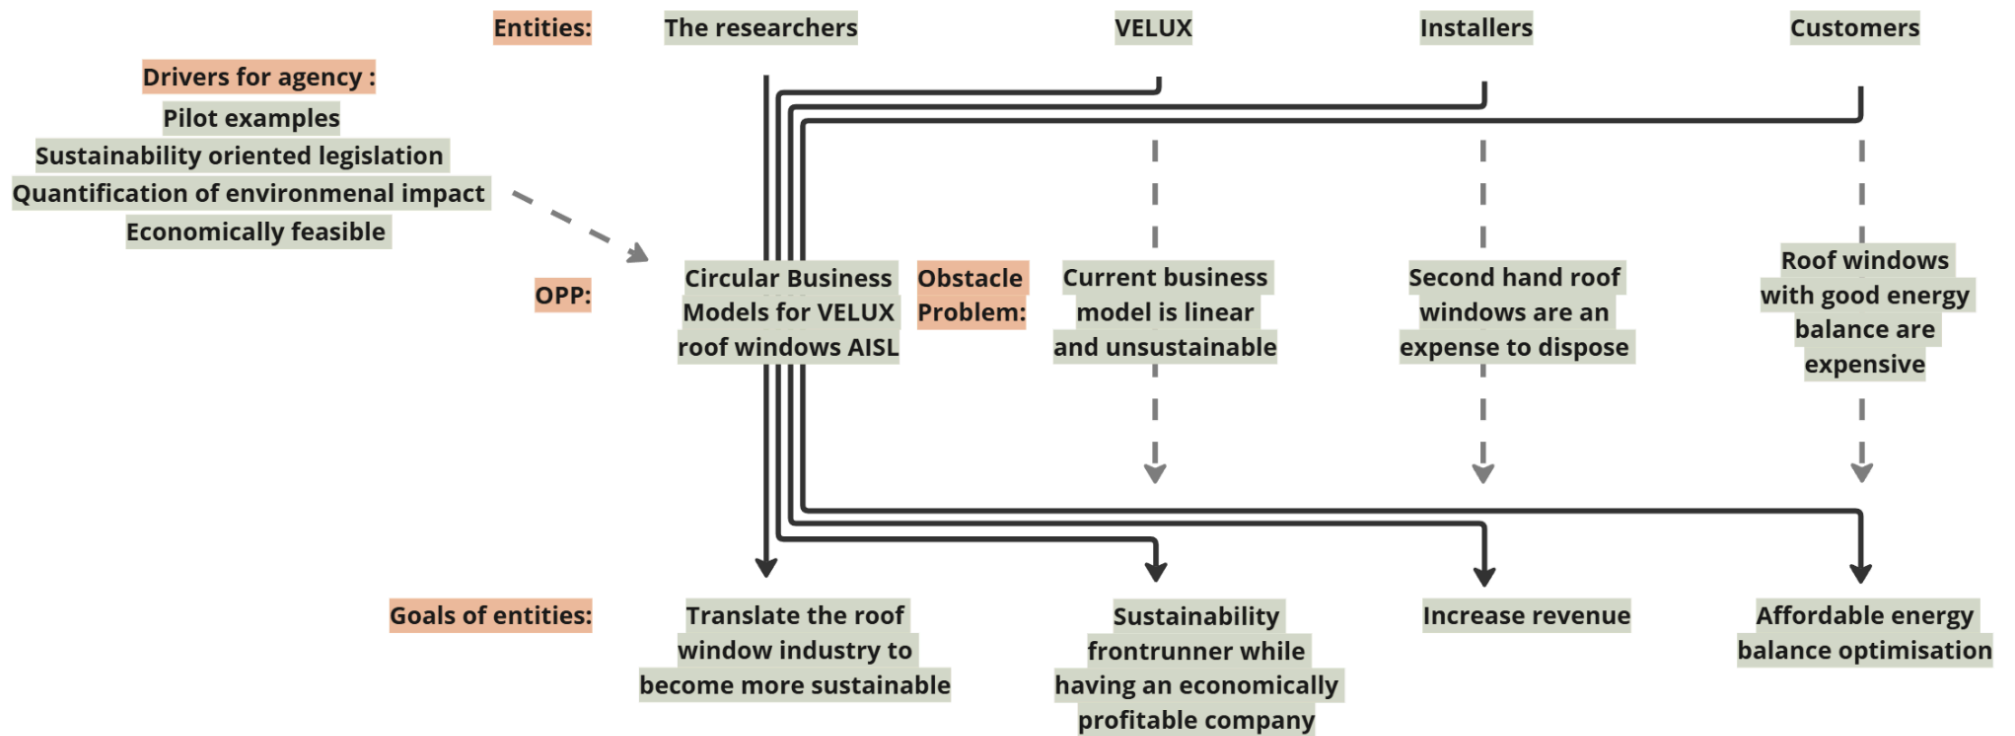 Entities:
The researchers
VELUX
Installers
Customers
Drivers for agency :
Pilot examples
Sustainability oriented legislation
Quantification of environmenal impact
Economically feasible
OPP:
Circular Business
Models for VELUX
roof windows AISL
Obstacle
Problem:
Current business
model is linear
and unsustainable
Second hand roof
windows are an
expense to dispose
Roof windows
with good energy
balance are
expensive
Goals of entities:
Translate the roof
window industry to
become more sustainable
Sustainability
frontrunner while
having an economically
profitable company
Increase revenue
Affordable energy
balance optimisation